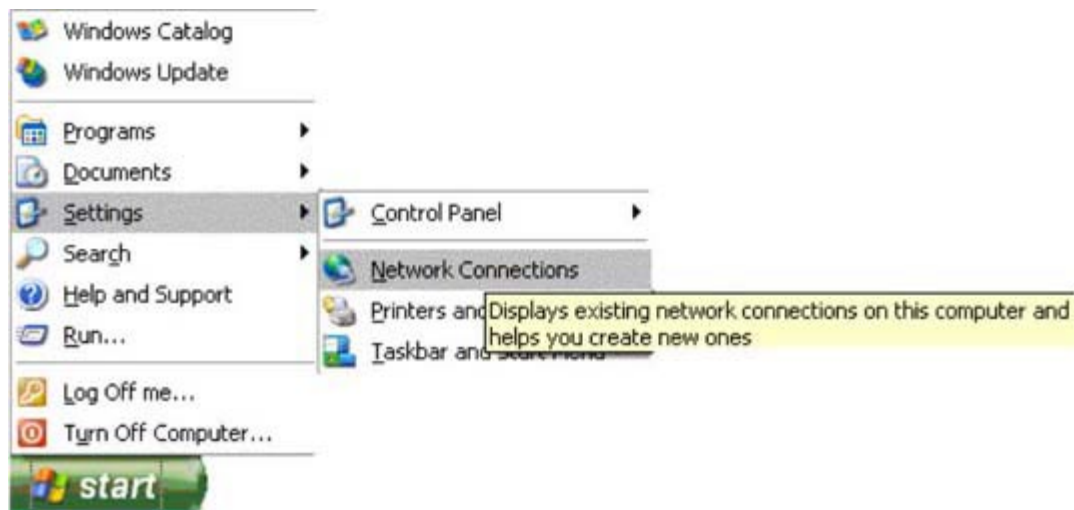 Windows Catalog
Windows Update
Programs
Documents
Settings
Search
Help and Support
Run...
Log Off me...
Turn Off Computer...
start
Control Panel
Network Connections
Printers and
Taskbar and Start Menu
Displays existing network connections on this computer and
helps you create new ones